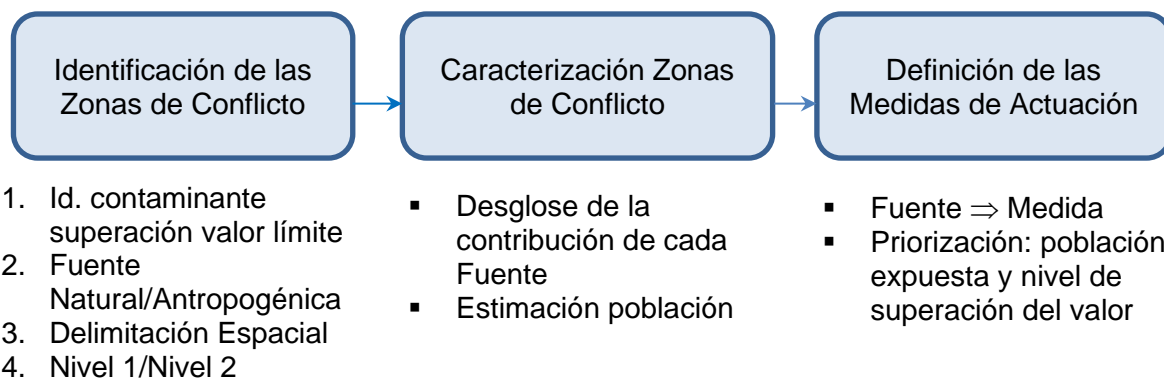 Identificación de las
Zonas de Conflicto
Caracterización Zonas
de Conflicto
Definición de las
Medidas de Actuación
1. Id. contaminante
superación valor límite
2. Fuente
Natural/Antropogénica
3. Delimitación Espacial
4. Nivel 1/Nivel 2
▪ Desglose de la
contribución de cada
Fuente
▪ Estimación población
▪ Fuente ⇒ Medida
▪ Priorización: población
expuesta y nivel de
superación del valor